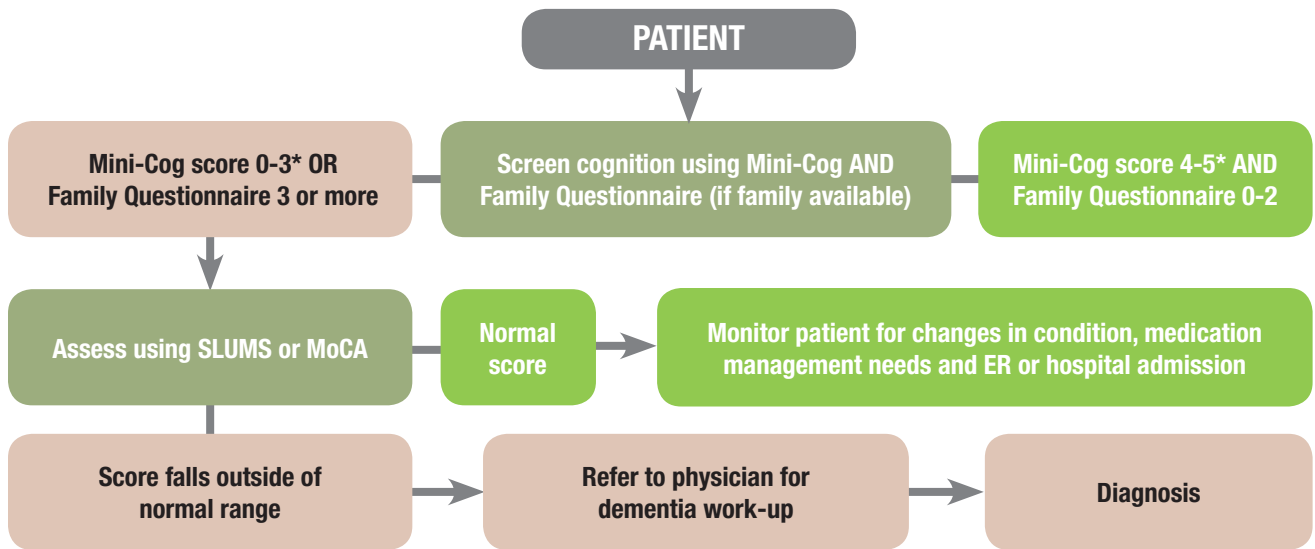 PATIENT
Mini-Cog score 0-3* OR
Family Questionnaire 3 or more
Screen cognition using Mini-Cog AND
Family Questionnaire (if family available)
Mini-Cog score 4-5* AND
Family Questionnaire 0-2
Assess using SLUMS or MoCA
Normal
score
Monitor patient for changes in condition, medication
management needs and ER or hospital admission
Score falls outside of
normal range
Refer to physician for
dementia work-up
Diagnosis